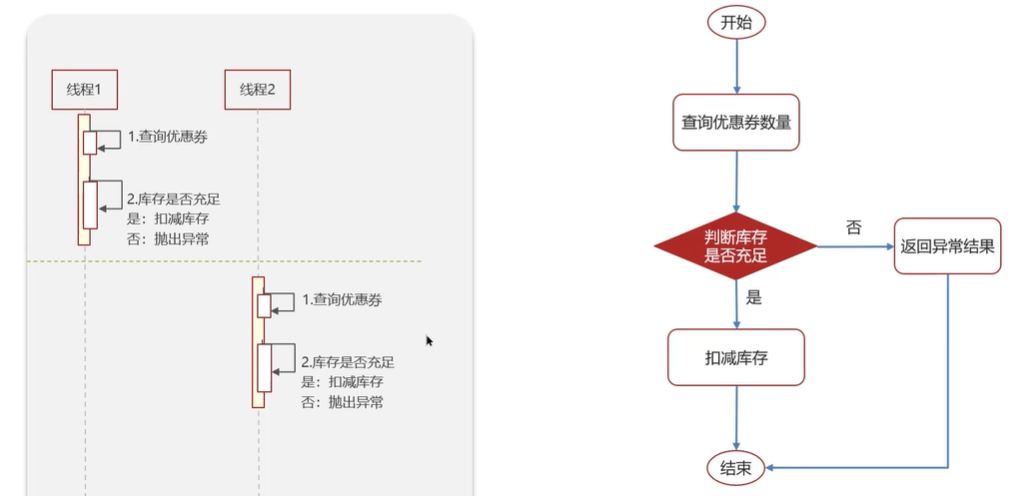 线程1
线程2
1.查询优惠券
2.库存是否充足
是：扣减库存
否：抛出异常
1.查询优惠券
2.库存是否充足
是：扣减库存
否：抛出异常
开始
查询优惠券数量
判断库存
是否充足
否
返回异常结果
是
扣减库存
结束